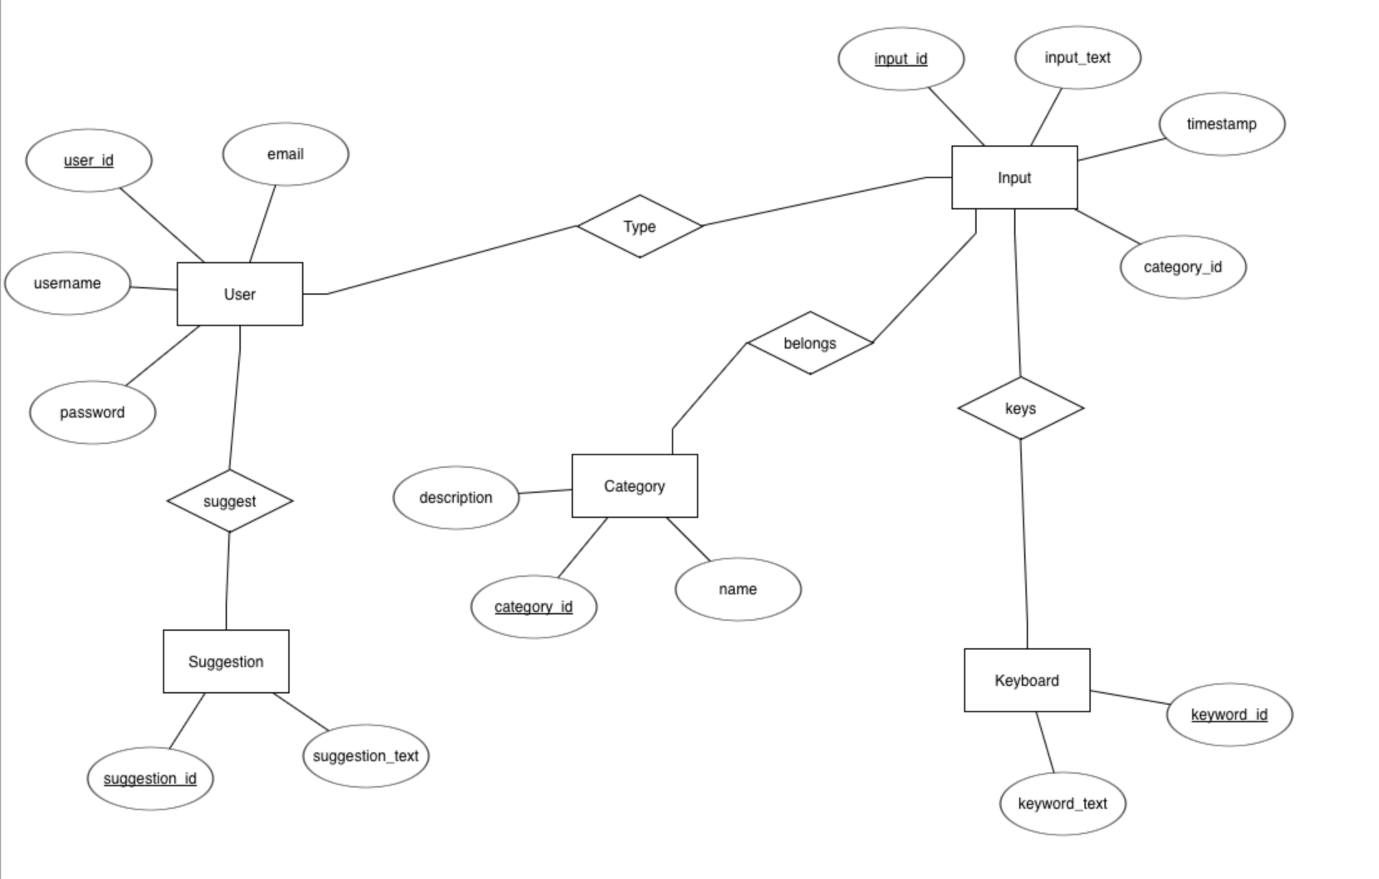 input_id
input_text
timestamp
user_id
email
Input
Type
category_id
username
User
belongs
password
keys
suggest
description
Category
category_id
name
Suggestion
Keyboard
keyword_id
suggestion_id
suggestion_text
keyword_text